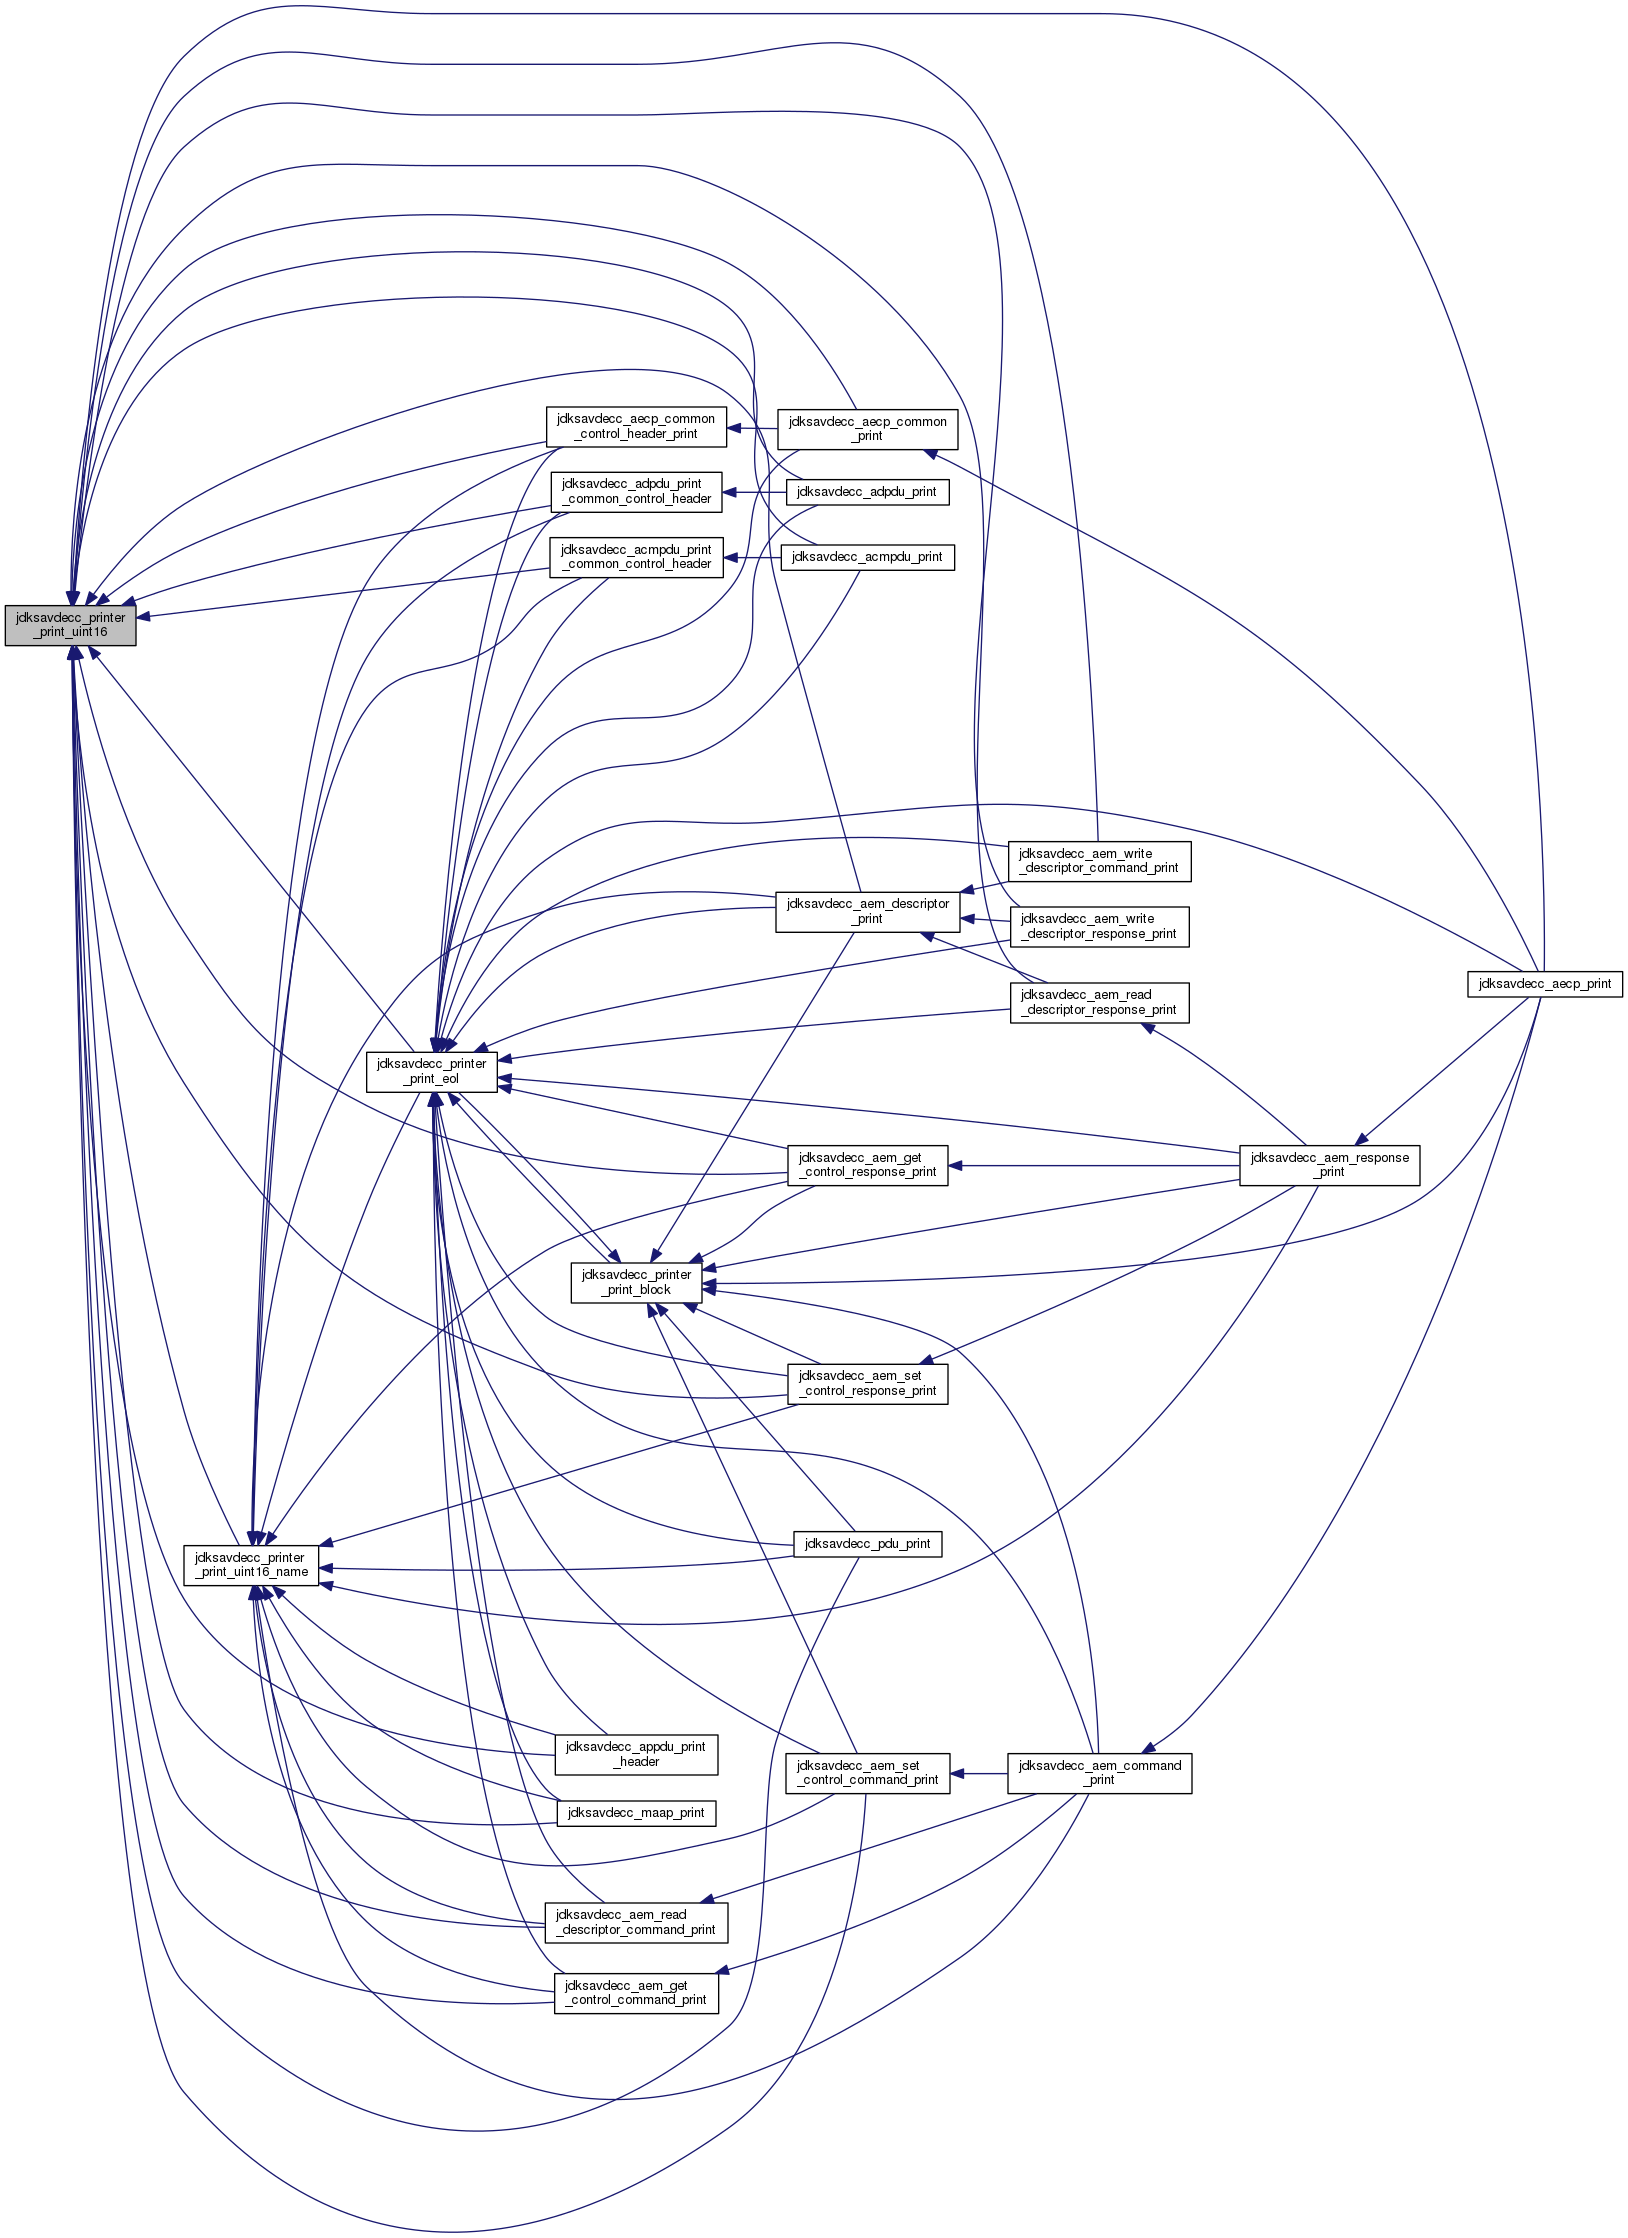 jdksavdecc_aecp_common
_control_header_print
jdksavdecc_aecp_common
_print
jdksavdecc_adpdu_print
_common_control_header
jdksavdecc_adpdu_print
jdksavdecc_acmpdu_print
_common_control_header
jdksavdecc_acmpdu_print
jdksavdecc_printer
_print_uint16
jdksavdecc_aem_write
_descriptor_command_print
jdksavdecc_aem_descriptor
_print
jdksavdecc_aem_write
_descriptor_response_print
jdksavdecc_aecp_print
jdksavdecc_aem_read
_descriptor_response_print
jdksavdecc_printer
_print_eol
jdksavdecc_aem_get
_control_response_print
jdksavdecc_aem_response
_print
jdksavdecc_printer
_print_block
jdksavdecc_aem_set
_control_response_print
jdksavdecc_pdu_print
jdksavdecc_printer
_print_uint16_name
jdksavdecc_appdu_print
_header
jdksavdecc_aem_set
_control_command_print
jdksavdecc_aem_command
_print
jdksavdecc_maap_print
jdksavdecc_aem_read
_descriptor_command_print
jdksavdecc_aem_get
_control_command_print